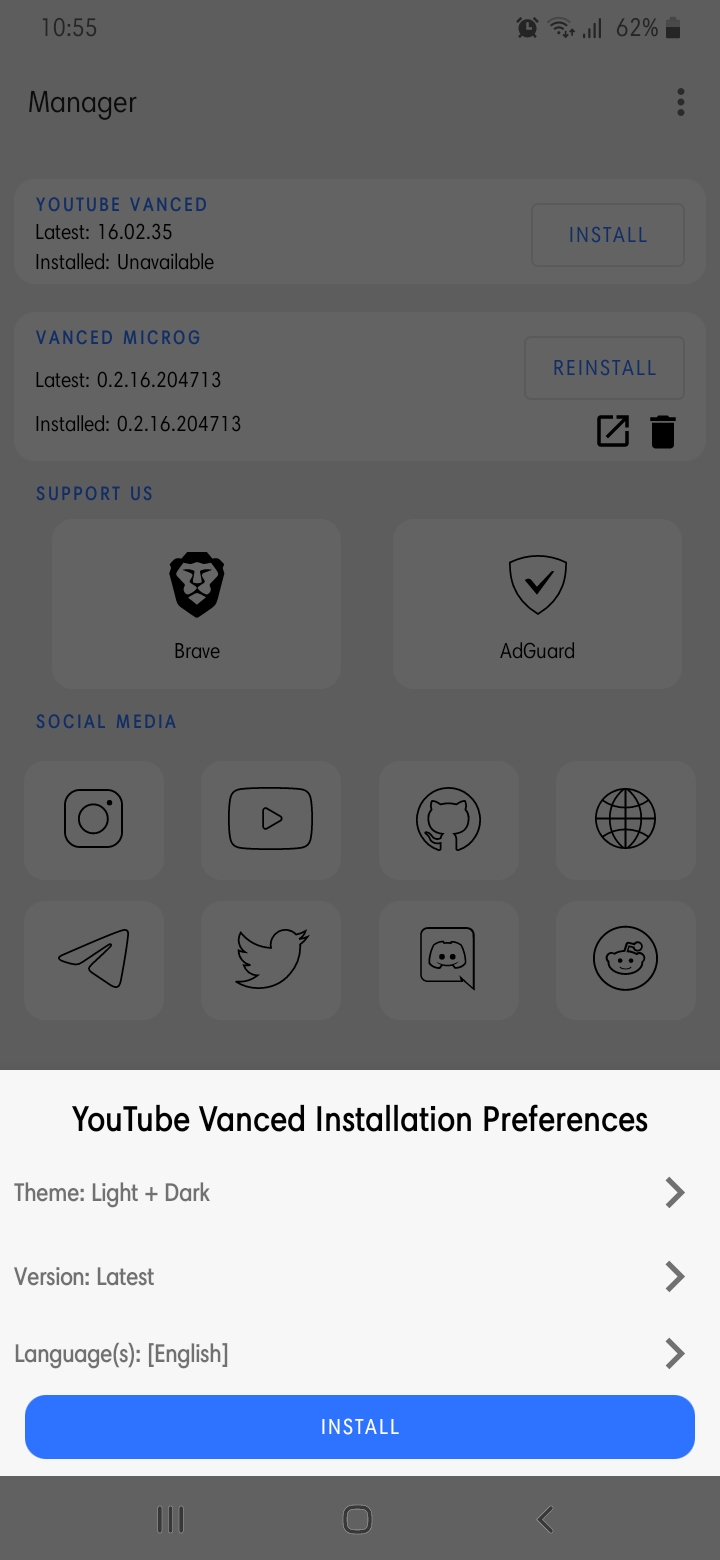 10:55
62%
Manager
YOUTUBE VANCED
Latest: 16.02.35
Installed: Unavailable
INSTALL
VANCED MICROG
Latest: 0.2.16.204713
Installed: 0.2.16.204713
REINSTALL
SUPPORT US
Brave
AdGuard
SOCIAL MEDIA
YouTube Vanced Installation Preferences
Theme: Light + Dark
Version: Latest
Language(s): [English]
INSTALL